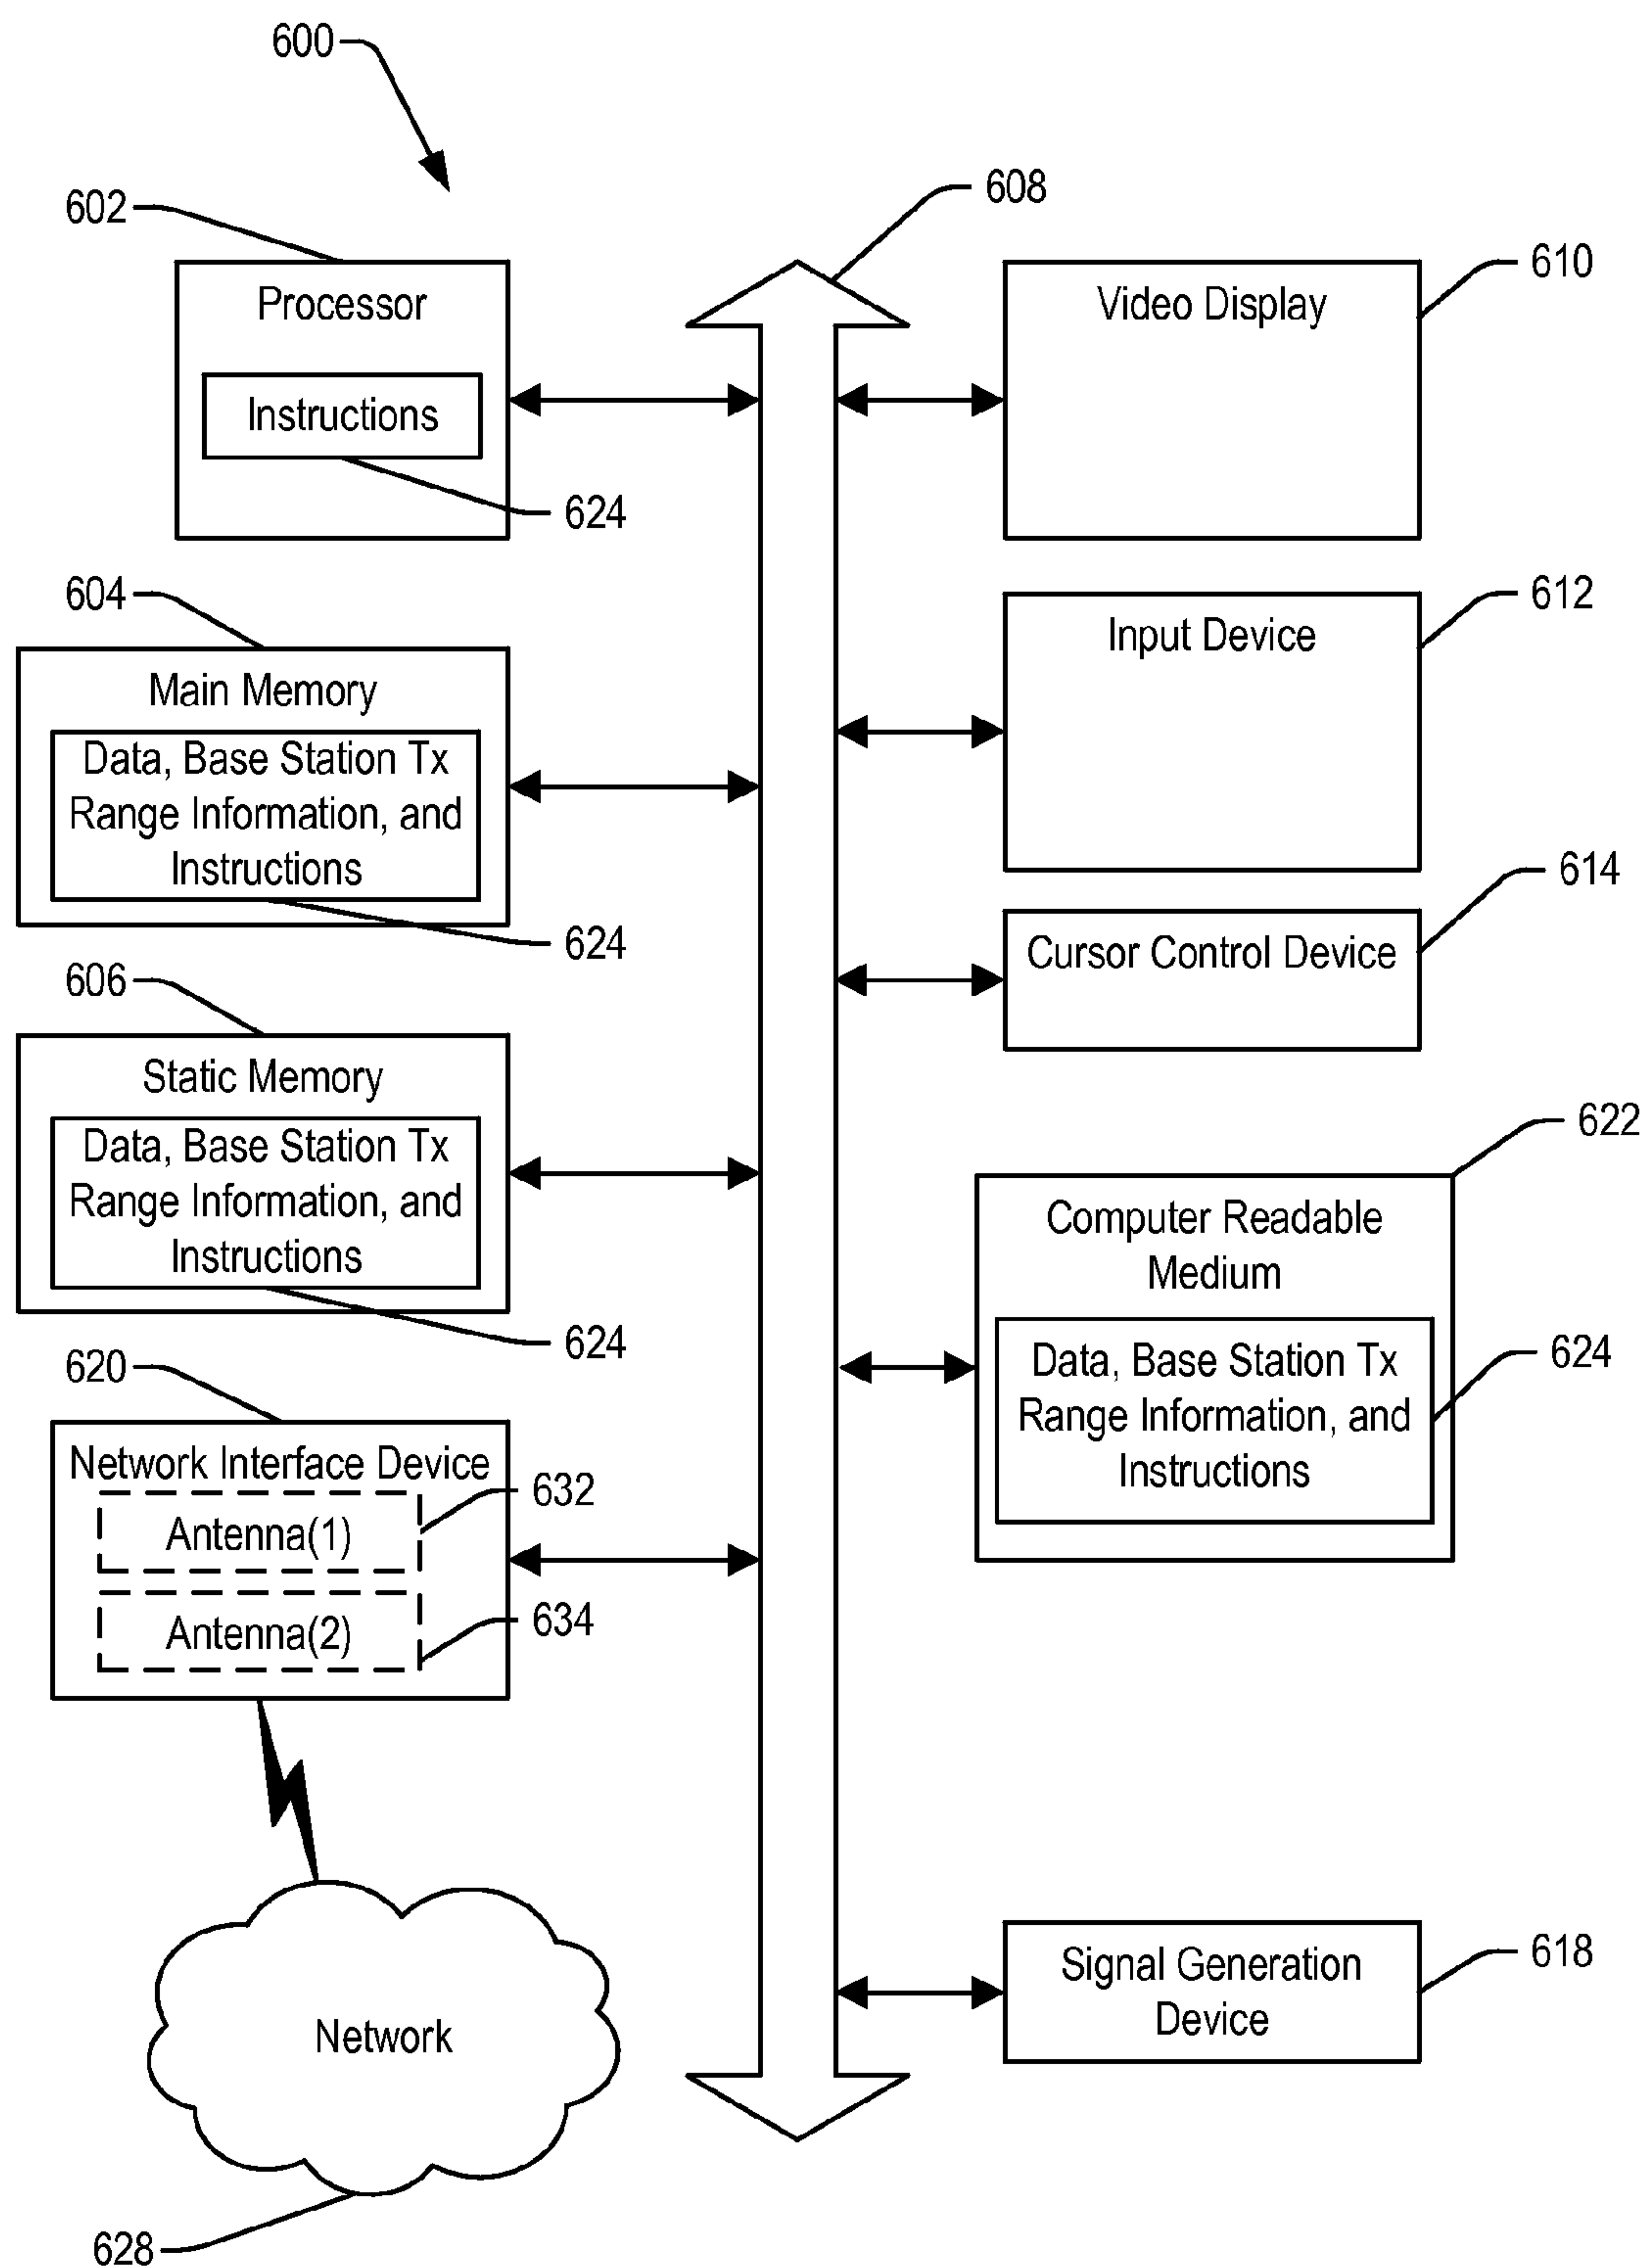 600
608
602
Processor
Instructions
624
610
Video Display
604
Main Memory
Data, Base Station Tx
Range Information, and
Instructions
624
612
Input Device
614
Cursor Control Device
606
Static Memory
Data, Base Station Tx
Range Information, and
Instructions
624
622
Computer Readable
Medium
Data, Base Station Tx
Range Information, and
Instructions
624
620
Network Interface Device
Antenna(1)
632
Antenna(2)
634
618
Signal Generation
Device
Network
628